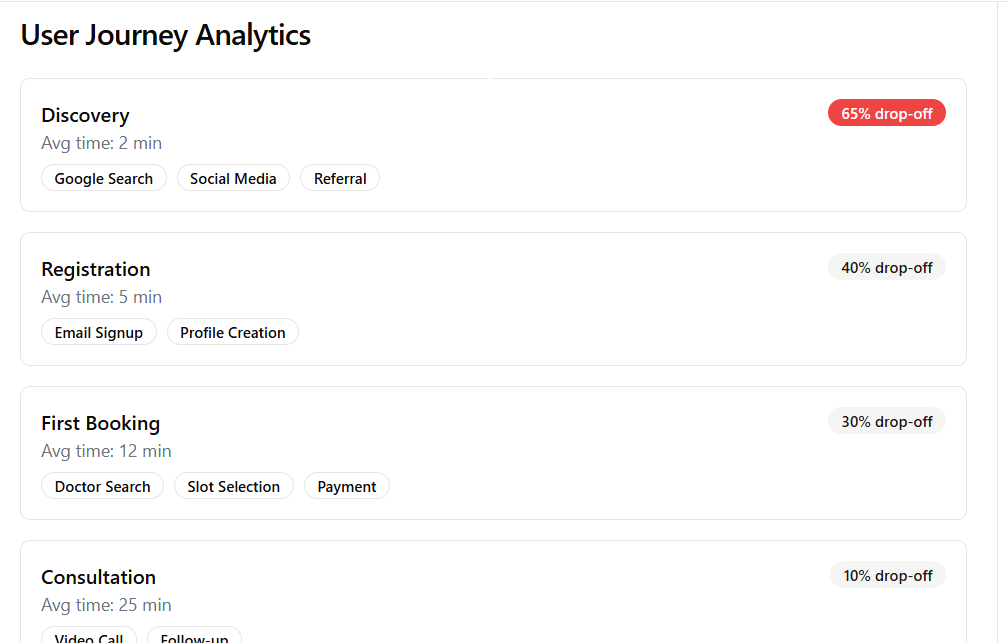 User Journey Analytics
Discovery
65% drop-off
Avg time: 2 min
Google Search Social Media Referral
Registration
40% drop-off
Avg time: 5 min
Email Signup Profile Creation
First Booking
30% drop-off
Avg time: 12 min
Doctor Search Slot Selection Payment
Consultation
10% drop-off
Avg time: 25 min
Video Call Follow-up